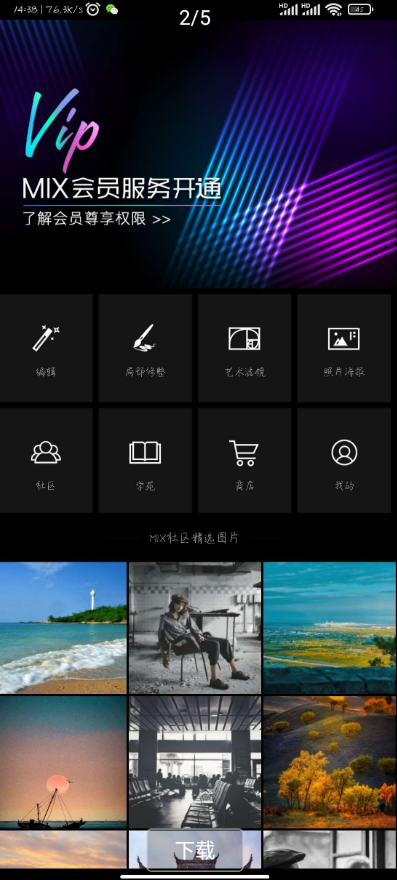 14:38 | 76.3K/s
2/5
HD HD
Vip
MIX会员服务开通
了解会员尊享权限 >>
编辑 局部修整 艺术滤镜 照片海报
社区 学苑 商店 我的
MIX社区精选图片
下载